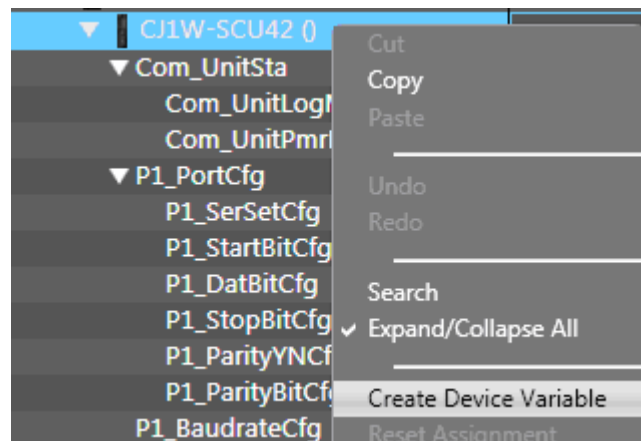 CJ1W-SCU42 ()
Com_UnitSta
Com_UnitLog
Com_UnitPmr
P1_PortCfg
P1_SerSetCfg
P1_StartBitCfg
P1_DatBitCfg
P1_StopBitCfg
P1_ParityYNCf
P1_ParityBitCf
P1_BaudrateCfg
Cut
Copy
Paste
Undo
Redo
Search
Expand/Collapse All
Create Device Variable
Reset Assignment